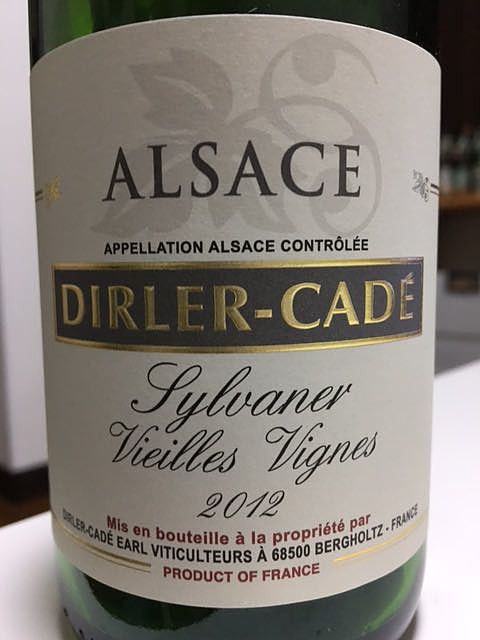 ALSACE
APPELLATION ALSACE CONTRÔLÉE
DIRLER-CADÉ
Sylvaner
Vieilles Vignes
2012
Mis en bouteille à la propriété par
DIRLER-CADÉ EARL VITICULTEURS À 68500 BERGHOLTZ - FRANCE
PRODUCT OF FRANCE